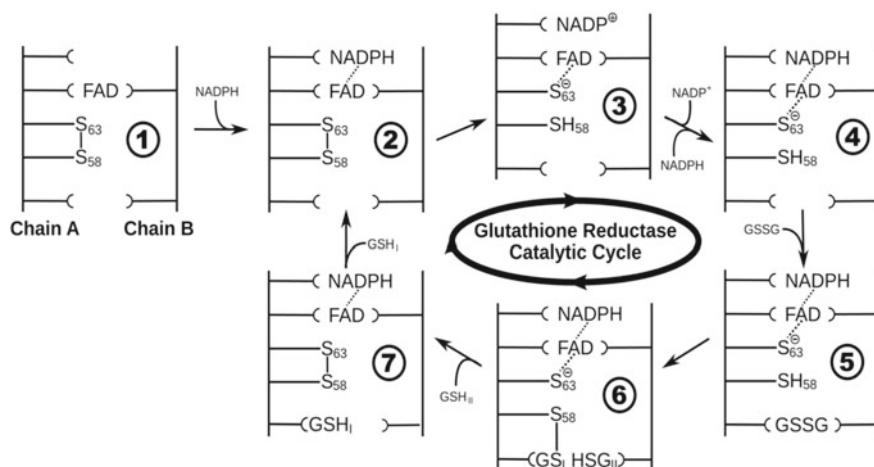 FAD
S63
S58
1
Chain A
Chain B
NADPH
NADPH
FAD
S63
S58
2
NADP⊕
FAD
S⊖63
SH58
3
NADP+
NADPH
NADPH
FAD
S⊖63
SH58
4
Glutathione Reductase
Catalytic Cycle
GSSG
NADPH
FAD
S⊖63
SH58
5
GSSG
NADPH
FAD
S⊖63
S58
6
GSI HSGII
GSHII
NADPH
FAD
S63
S58
7
GSHI
GSHI